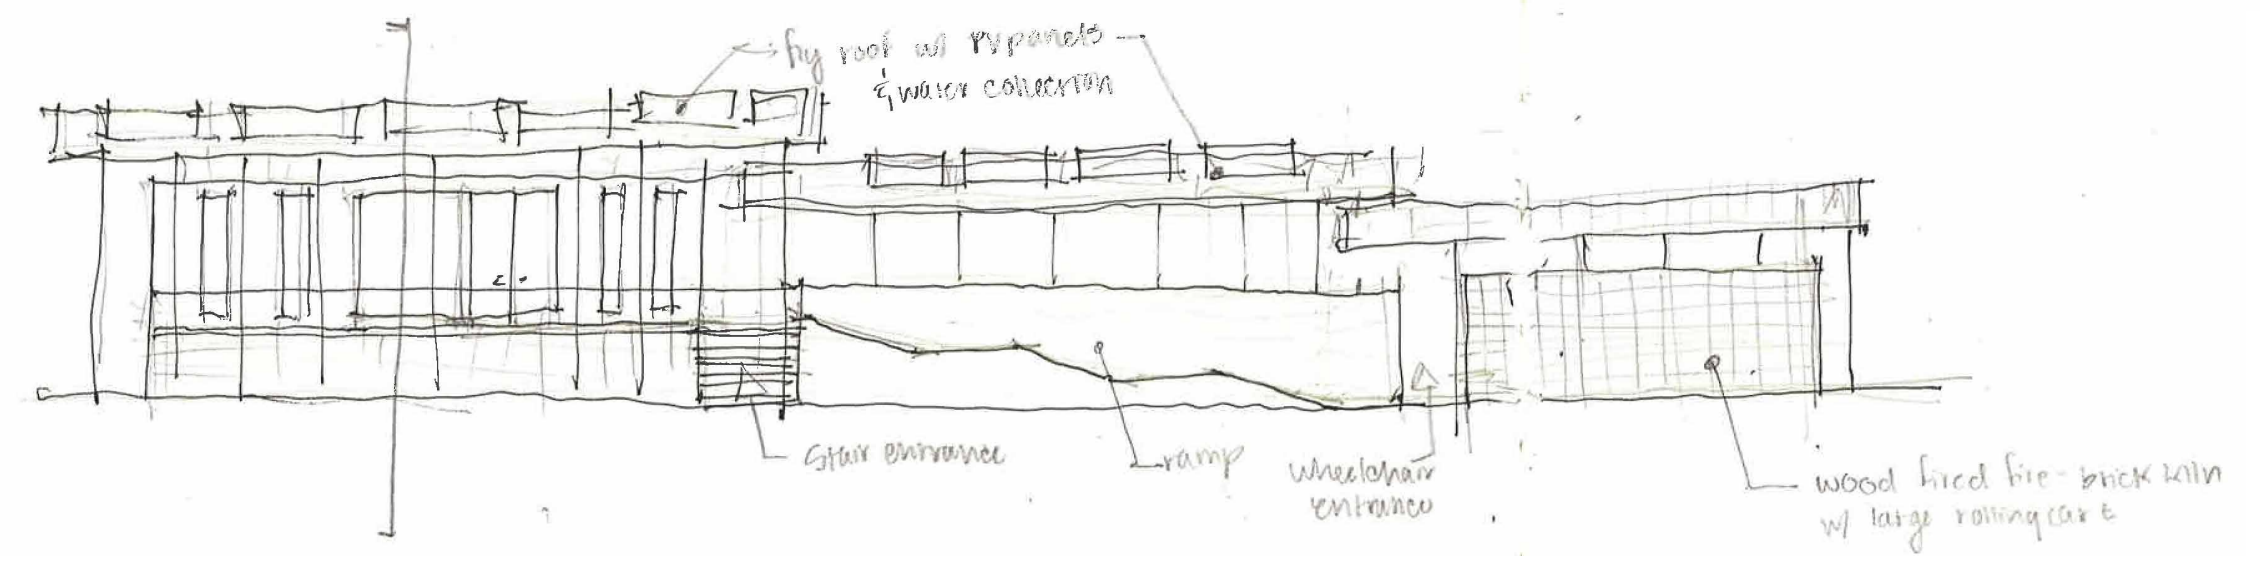 fly roof w/ PV panels
& water collection
stair entrance
ramp
wheelchair
entrance
wood fired fire-brick kiln
w/ large rolling cart